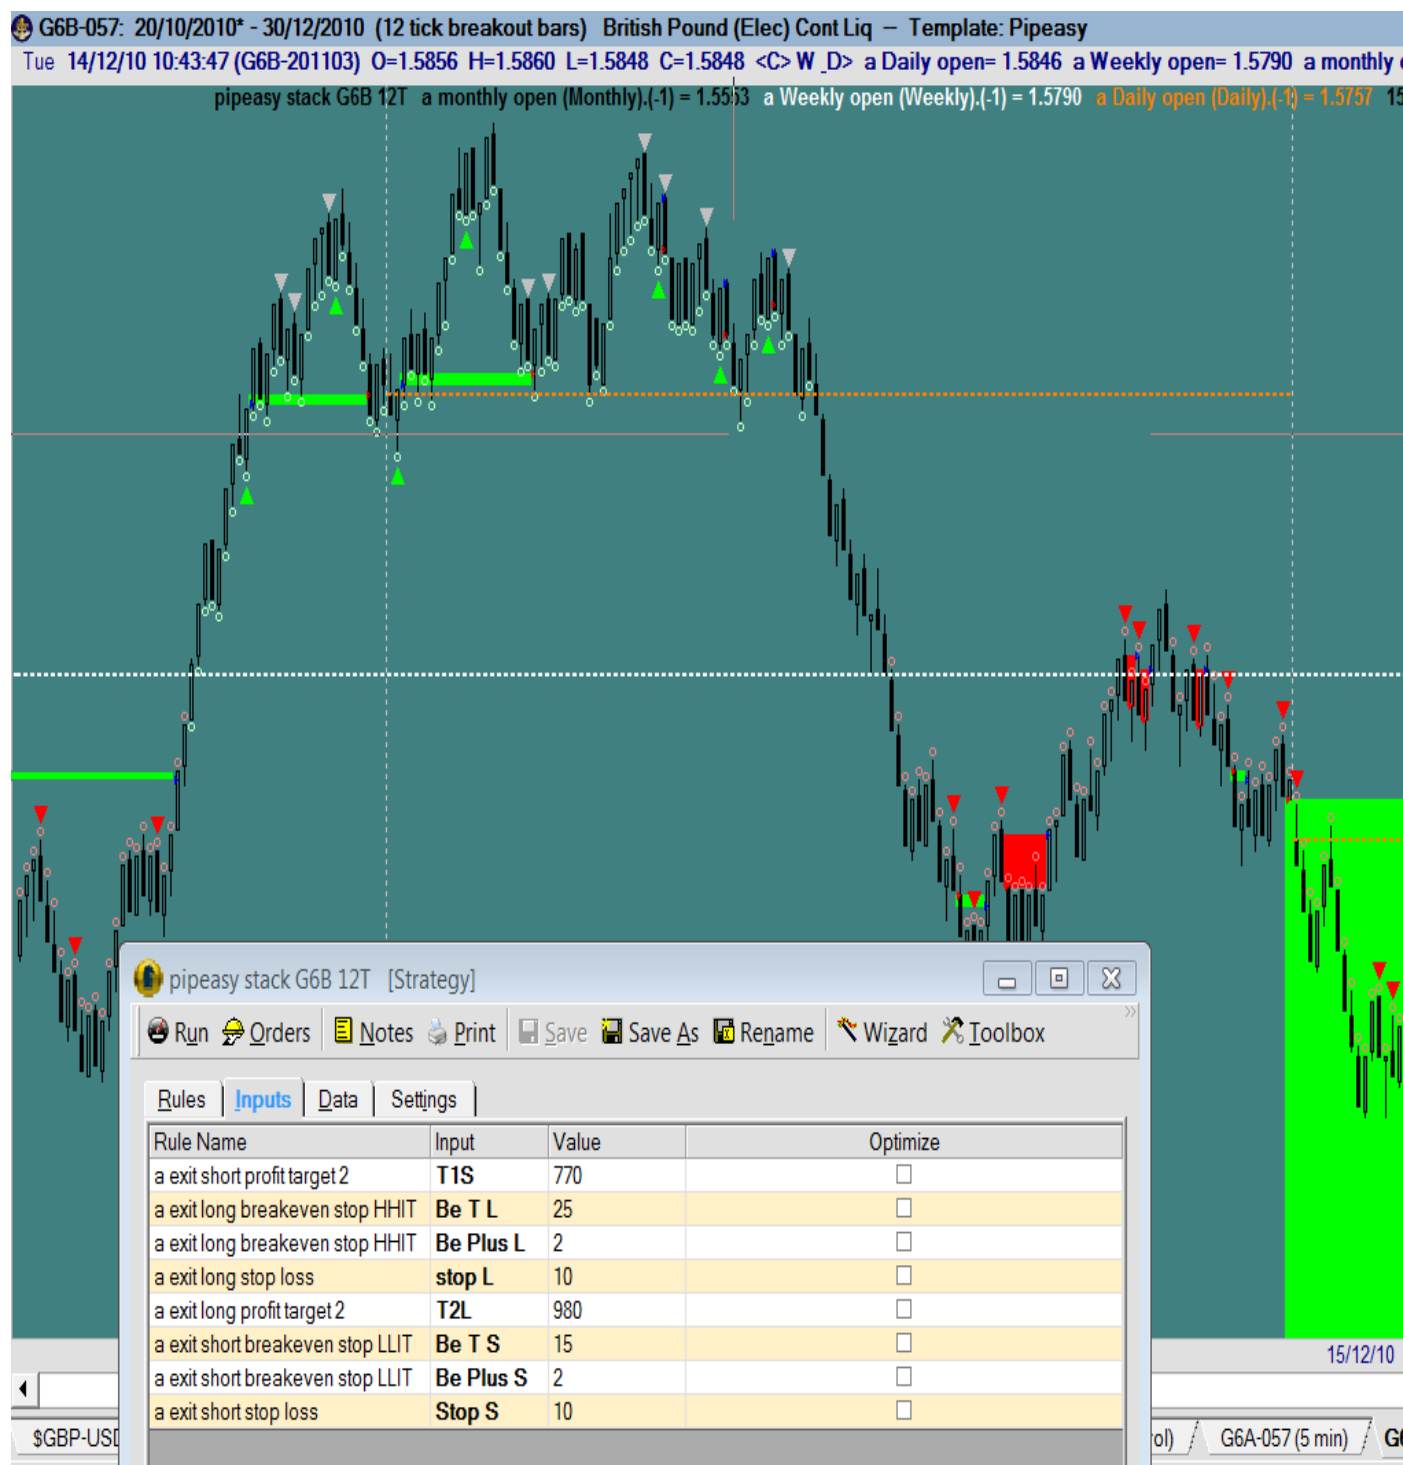 G6B-057: 20/10/2010* - 30/12/2010 (12 tick breakout bars) British Pound (Elec) Cont Liq -- Template: Pipeasy
Tue 14/12/10 10:43:47 (G6B-201103) O=1.5856 H=1.5860 L=1.5848 C=1.5848 <C> W _D> a Daily open= 1.5846 a Weekly open= 1.5790 a monthly
pipeasy stack G6B 12T a monthly open (Monthly).(-1) = 1.5553 a Weekly open (Weekly).(-1) = 1.5790 a Daily open (Daily).(-1) = 1.5757 15
pipeasy stack G6B 12T [Strategy]
Run Orders Notes Print Save Save As Rename Wizard Toolbox
Rules Inputs Data Settings
Rule Name Input Value Optimize
a exit short profit target 2 T1S 770
a exit long breakeven stop HHIT Be T L 25
a exit long breakeven stop HHIT Be Plus L 2
a exit long stop loss stop L 10
a exit long profit target 2 T2L 980
a exit short breakeven stop LLIT Be T S 15
a exit short breakeven stop LLIT Be Plus S 2
a exit short stop loss Stop S 10
15/12/10
$GBP-USD ol) G6A-057 (5 min) G6